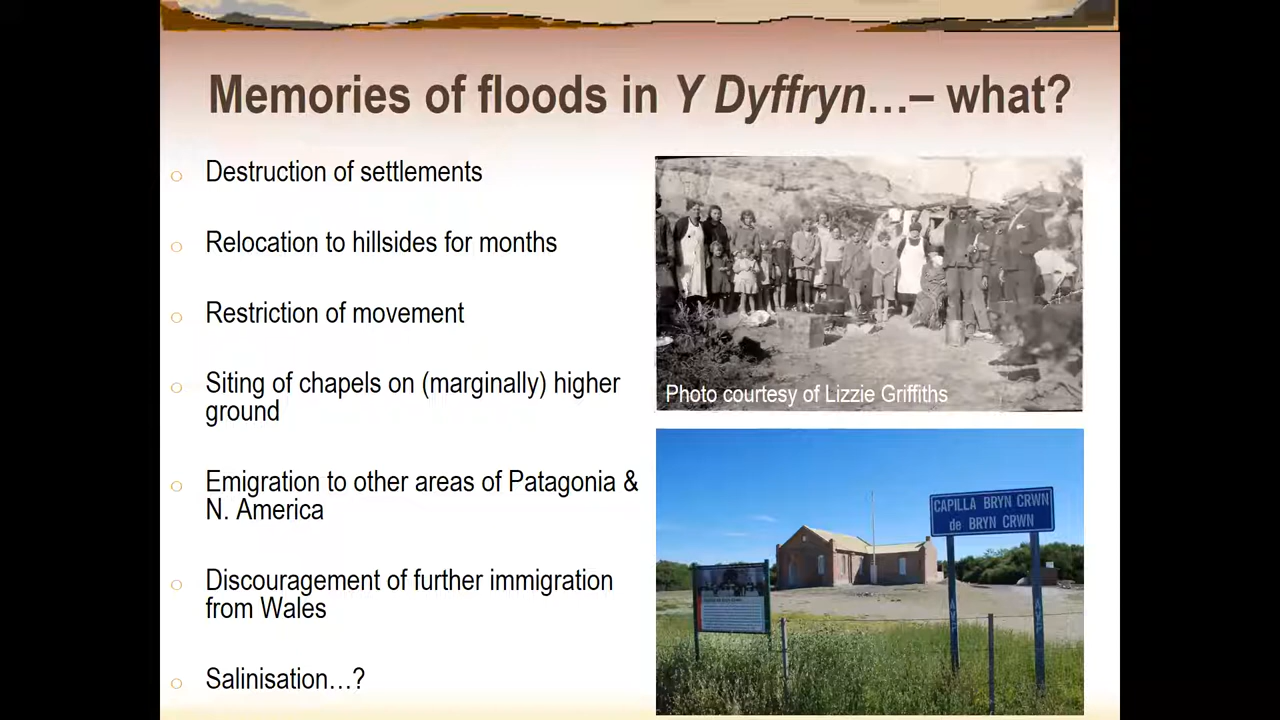 Memories of floods in Y Dyffryn…– what?
Destruction of settlements
Relocation to hillsides for months
Restriction of movement
Siting of chapels on (marginally) higher
ground
Emigration to other areas of Patagonia &
N. America
Discouragement of further immigration
from Wales
Salinisation…?
Photo courtesy of Lizzie Griffiths
CAPILLA BRYN CRWN
de BRYN CRWN